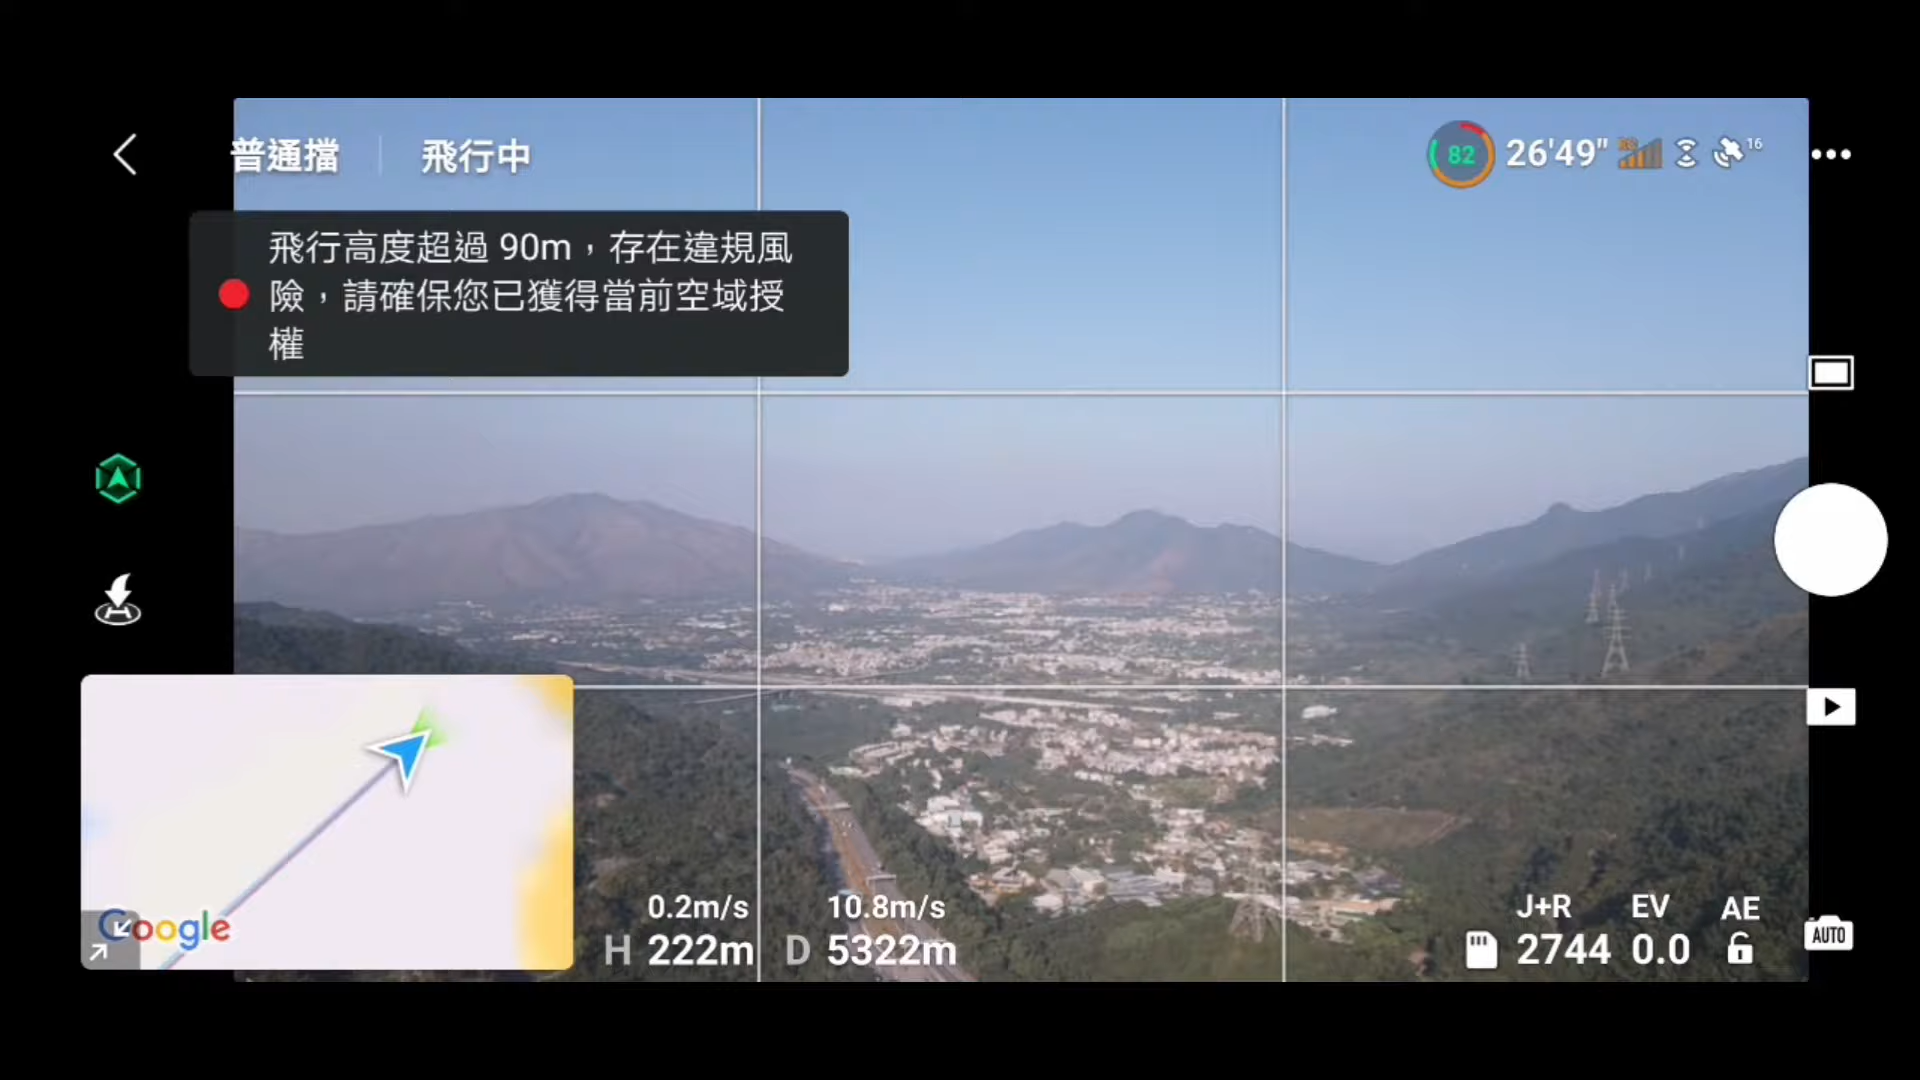 普通擋 飛行中
82 26'49" RC 16
飛行高度超過 90m，存在違規風
險，請確保您已獲得當前空域授
權
Google
0.2m/s 10.8m/s
H 222m D 5322m
J+R EV AE
2744 0.0
AUTO